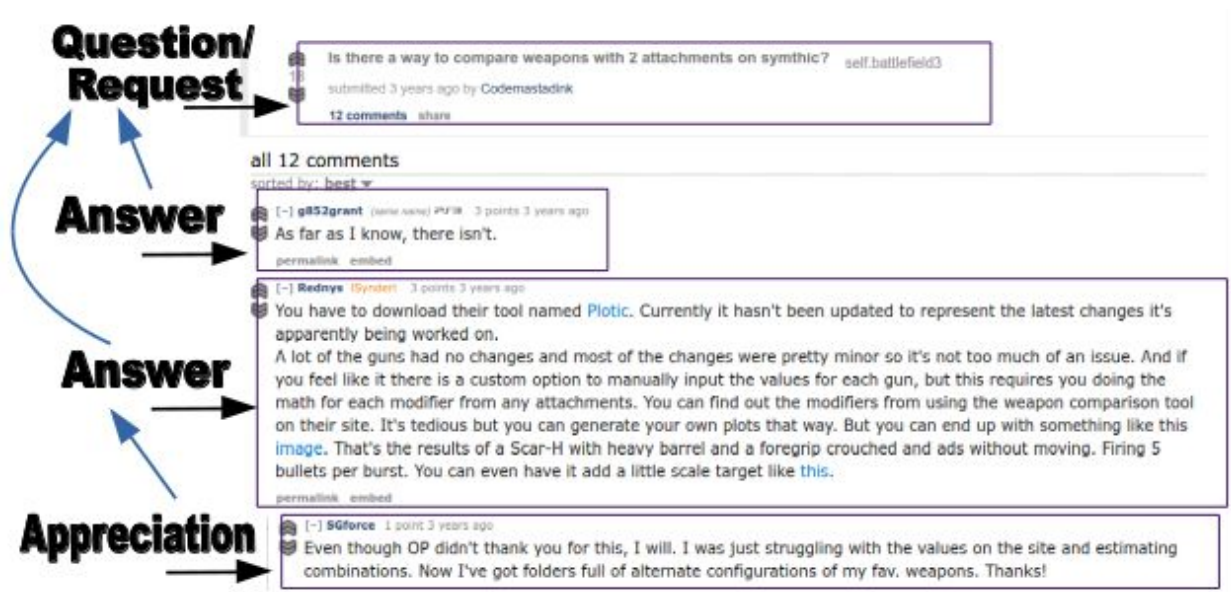 Question/
Request
Is there a way to compare weapons with 2 attachments on symthic? self.battlefield3
18
submitted 3 years ago by Codemastadink
12 comments share
all 12 comments
sorted by: best
Answer
[–] g852grant 3 points 3 years ago
As far as I know, there isn't.
permalink embed
[–] Rednys 3 points 3 years ago
You have to download their tool named Plotic. Currently it hasn't been updated to represent the latest changes it's
apparently being worked on.
A lot of the guns had no changes and most of the changes were pretty minor so it's not too much of an issue. And if
Answer
you feel like it there is a custom option to manually input the values for each gun, but this requires you doing the
math for each modifier from any attachments. You can find out the modifiers from using the weapon comparison tool
on their site. It's tedious but you can generate your own plots that way. But you can end up with something like this
image. That's the results of a Scar-H with heavy barrel and a foregrip crouched and ads without moving. Firing 5
bullets per burst. You can even have it add a little scale target like this.
permalink embed
Appreciation
[–] SGforce 1 point 3 years ago
Even though OP didn't thank you for this, I will. I was just struggling with the values on the site and estimating
combinations. Now I've got folders full of alternate configurations of my fav. weapons. Thanks!